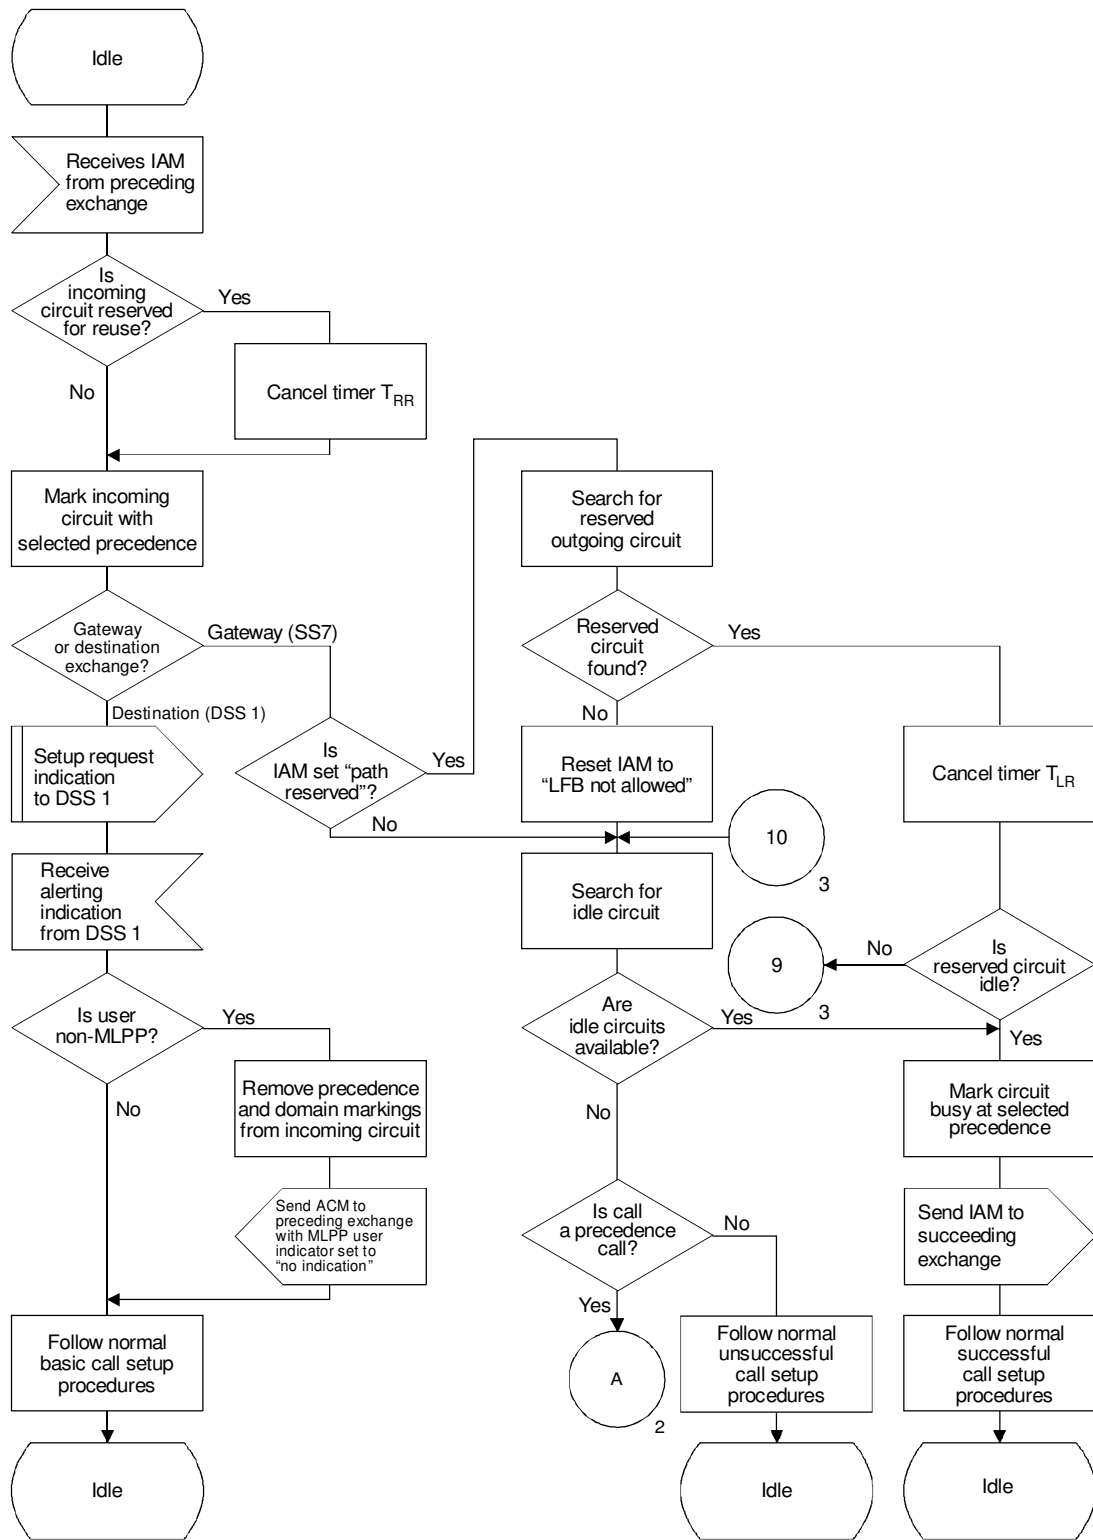 Idle
Receives IAM
from preceding
exchange
Is
incoming
circuit reserved
for reuse?
Yes
No
Cancel timer TRR
Mark incoming
circuit with
selected precedence
Gateway
or destination
exchange?
Gateway (SS7)
Destination (DSS 1)
Setup request
indication
to DSS 1
Receive
alerting
indication
from DSS 1
Is user
non-MLPP?
Yes
No
Remove precedence
and domain markings
from incoming circuit
Send ACM to
preceding exchange
with MLPP user
indicator set to
“no indication”
Follow normal
basic call setup
procedures
Idle
Is
IAM set “path
reserved”?
Yes
No
Search for
reserved
outgoing circuit
Reserved
circuit
found?
Yes
No
Reset IAM to
“LFB not allowed”
10
3
Search for
idle circuit
Are
idle circuits
available?
Yes
No
Is call
a precedence
call?
No
Yes
A
2
Follow normal
unsuccessful
call setup
procedures
Idle
Cancel timer TLR
Is
reserved circuit
idle?
No
9
3
Yes
Mark circuit
busy at selected
precedence
Send IAM to
succeeding
exchange
Follow normal
successful
call setup
procedures
Idle